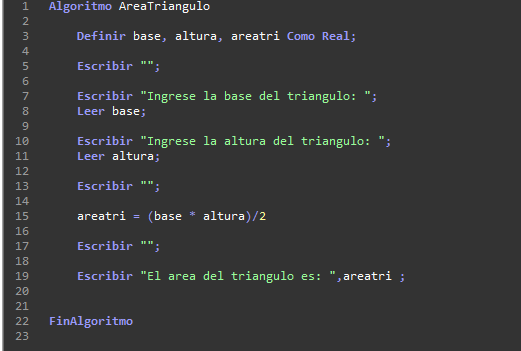 1 Algoritmo AreaTriangulo
2
3 Definir base, altura, areatri Como Real;
4
5 Escribir "";
6
7 Escribir "Ingrese la base del triangulo: ";
8 Leer base;
9
10 Escribir "Ingrese la altura del triangulo: ";
11 Leer altura;
12
13 Escribir "";
14
15 areatri = (base * altura)/2
16
17 Escribir "";
18
19 Escribir "El area del triangulo es: ",areatri ;
20
21
22 FinAlgoritmo
23